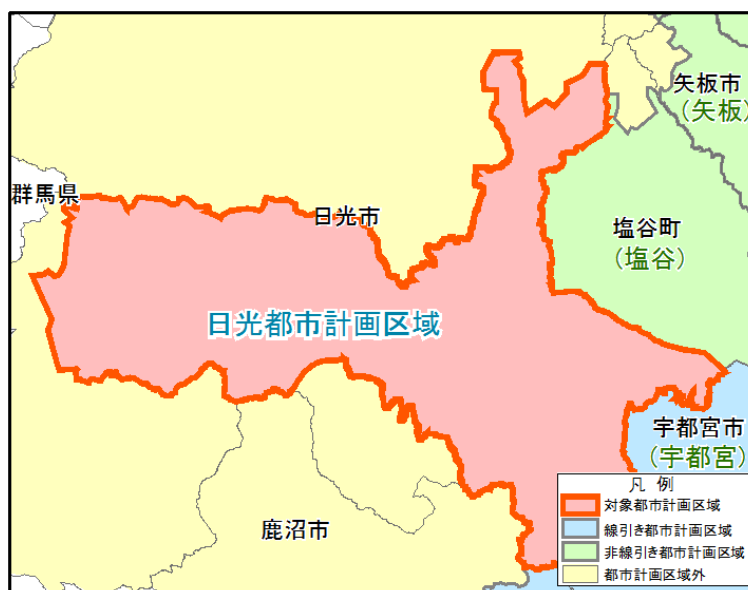 矢板市
(矢板)
群馬県
日光市
塩谷町
(塩谷)
日光都市計画区域
宇都宮市
(宇都宮)
鹿沼市
凡 例
対象都市計画区域
線引き都市計画区域
非線引き都市計画区域
都市計画区域外